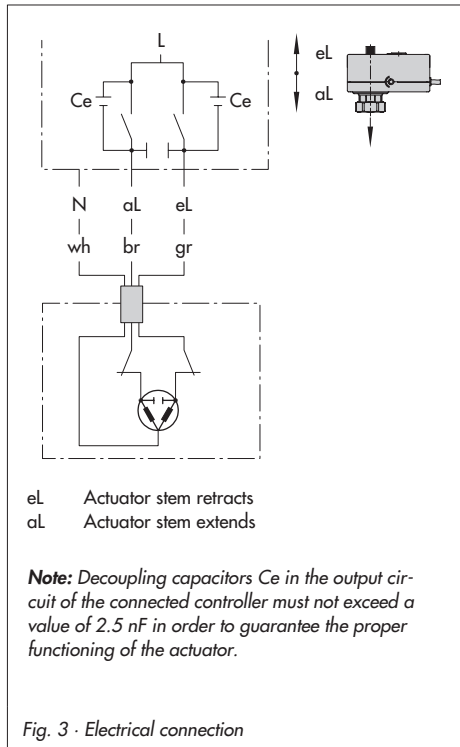 L
eL
Ce Ce
aL
N aL eL
wh br gr
eL Actuator stem retracts
aL Actuator stem extends
Note: Decoupling capacitors Ce in the output cir-
cuit of the connected controller must not exceed a
value of 2.5 nF in order to guarantee the proper
functioning of the actuator.
Fig. 3 · Electrical connection